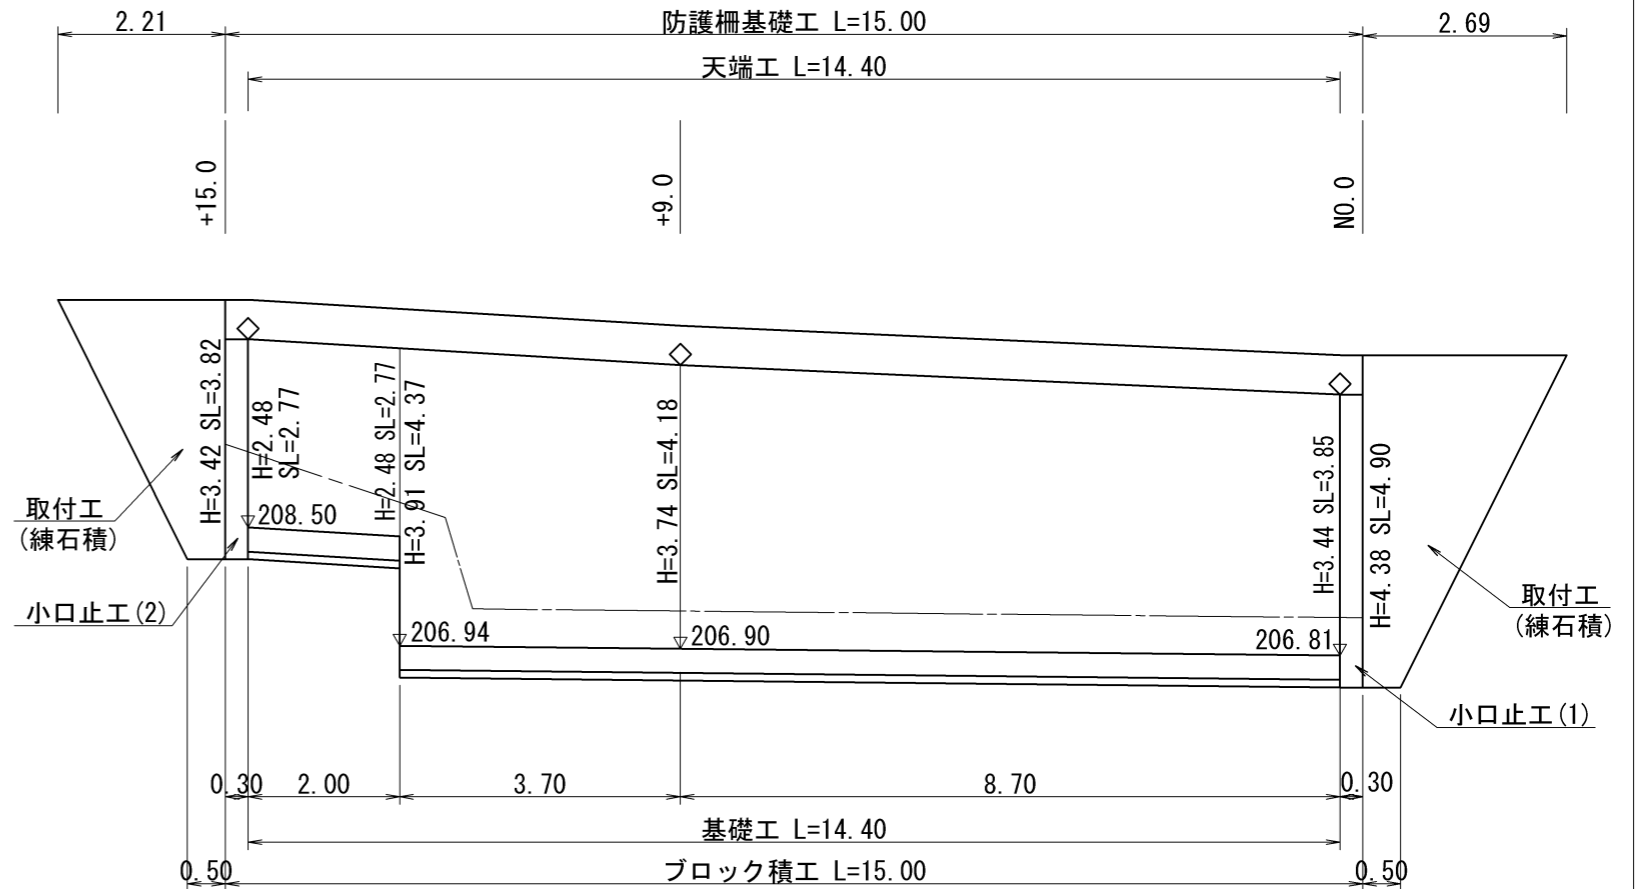 2.21
防護柵基礎工 L=15.00
2.69
天端工 L=14.40
+15.0
+9.0
NO.0
H=3.42 SL=3.82
H=2.48
SL=2.77
H=2.48 SL=2.77
H=3.91 SL=4.37
H=3.74 SL=4.18
H=3.44 SL=3.85
H=4.38 SL=4.90
取付工
(練石積)
208.50
小口止工(2)
206.94
206.90
206.81
取付工
(練石積)
小口止工(1)
0.30
2.00
3.70
8.70
0.30
基礎工 L=14.40
0.50
ブロック積工 L=15.00
0.50